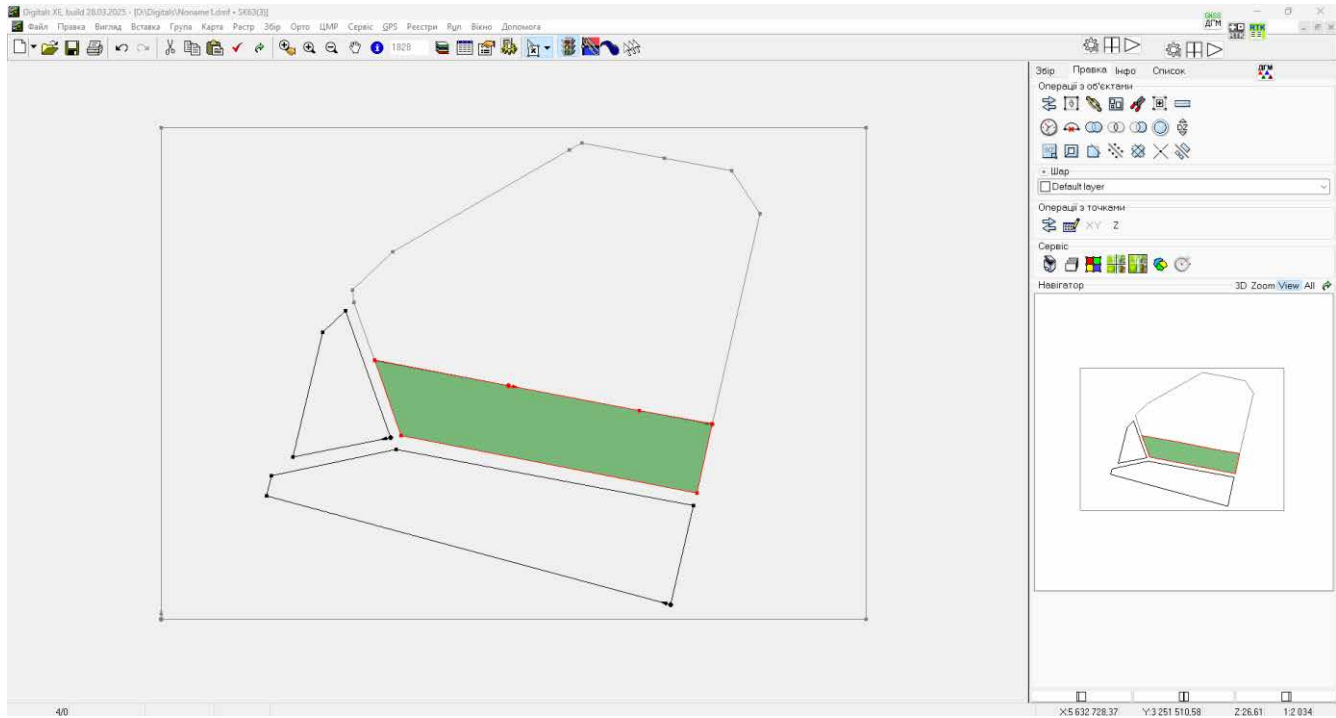 Digitals XE, build 28.03.2025 - [D:\Digitals\Noname1.dmf • SK63(3)]
Файл Правка Вигляд Вставка Група Карта Растр Збір Орто ЦМР Сервіс GPS Реєстри Run Вікно Допомога
ДГМ
RTK
1828
Збір Правка Інфо Список
ДГМ
Операції з об'єктами
Шар
Default layer
Операції з точками
XY Z
Сервіс
Навігатор 3D Zoom View All
4/0 X:5 632 728,37 Y:3 251 510,58 Z:26.61 1:2 034